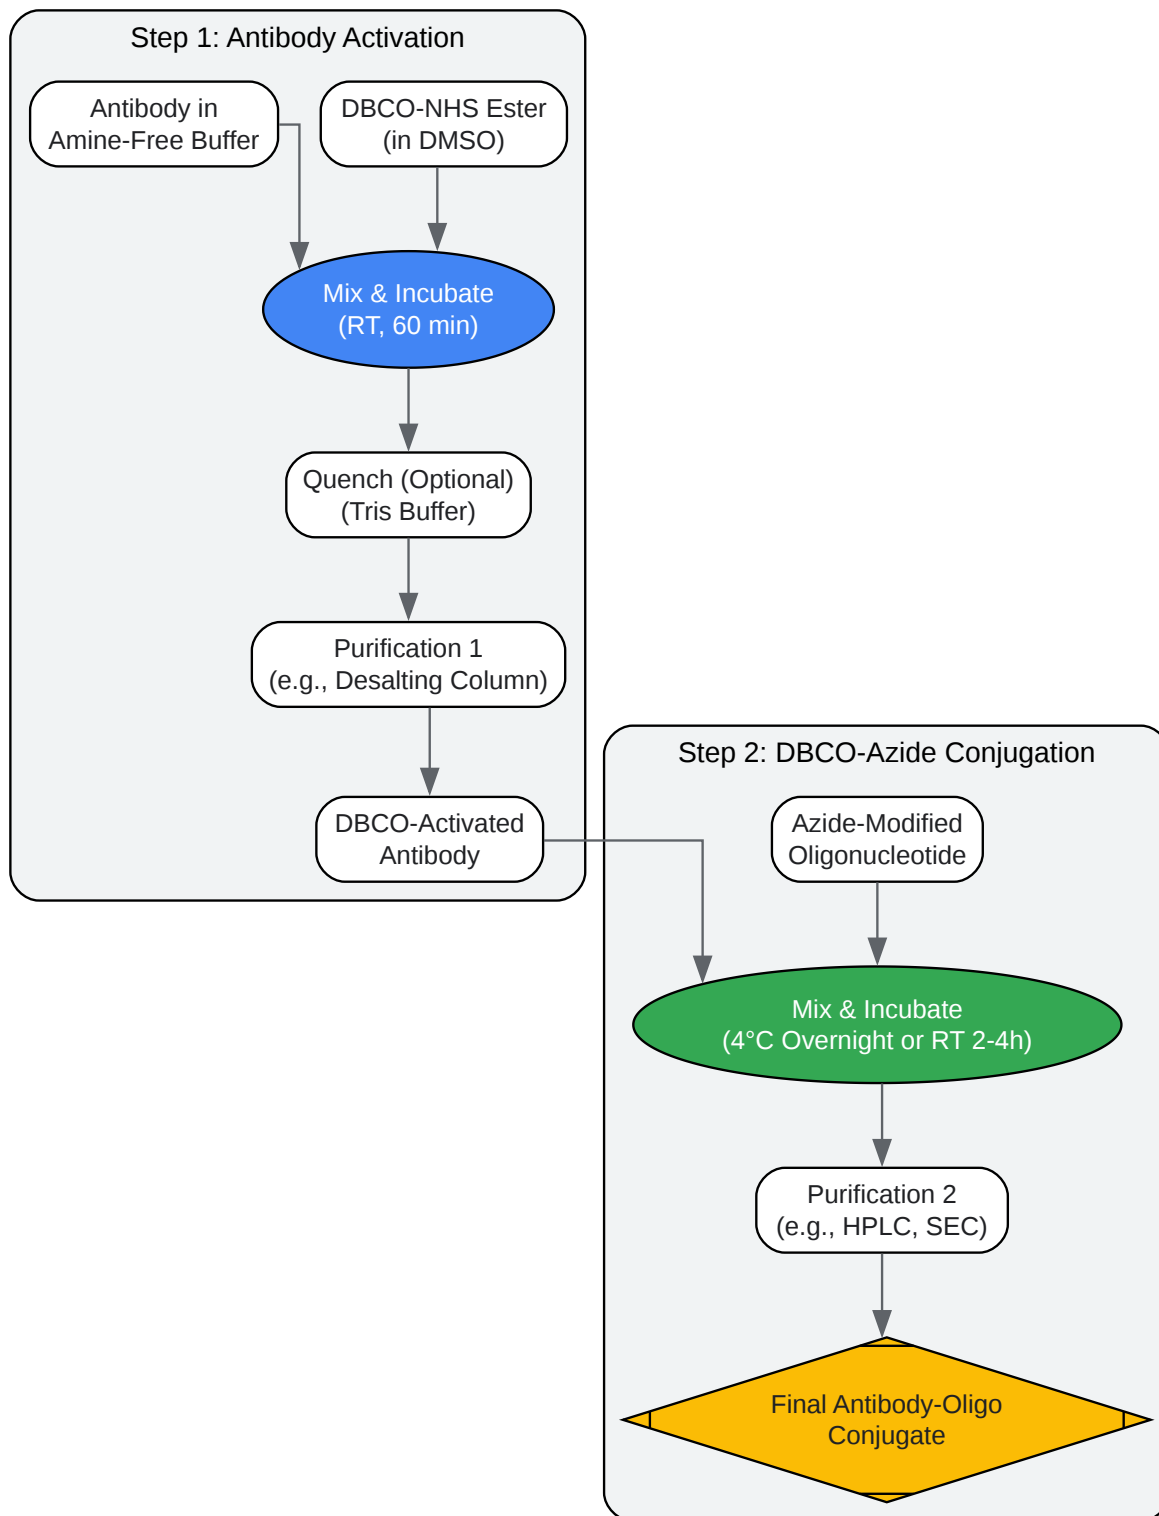 Step 1: Antibody Activation
Antibody in
Amine-Free Buffer
DBCO-NHS Ester
(in DMSO)
Mix & Incubate
(RT, 60 min)
Quench (Optional)
(Tris Buffer)
Purification 1
(e.g., Desalting Column)
DBCO-Activated
Antibody
Step 2: DBCO-Azide Conjugation
Azide-Modified
Oligonucleotide
Mix & Incubate
(4°C Overnight or RT 2-4h)
Purification 2
(e.g., HPLC, SEC)
Final Antibody-Oligo
Conjugate